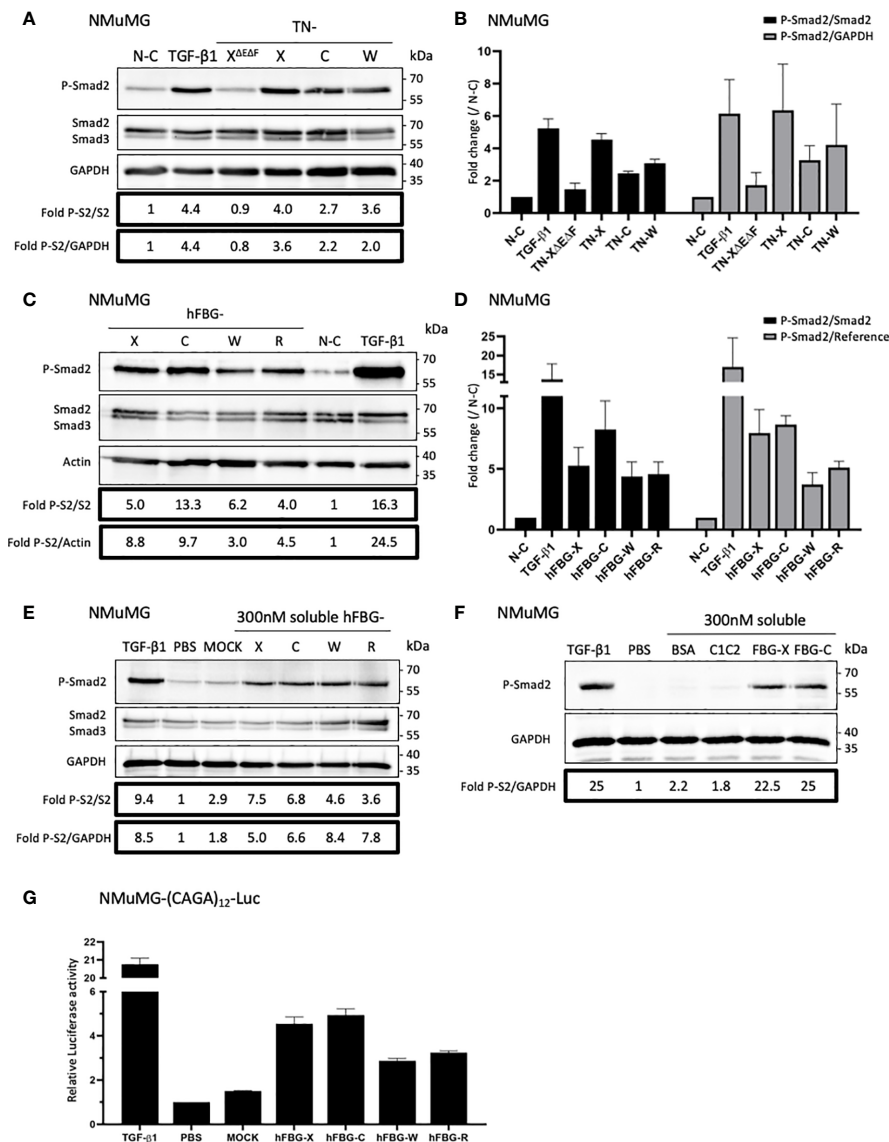 A NMuMG
TN-
N-C TGF-β1 XΔEΔF X C W kDa
P-Smad2 70
55
Smad2 70
Smad3 55
GAPDH 40
35
Fold P-S2/S2 1 4.4 0.9 4.0 2.7 3.6
Fold P-S2/GAPDH 1 4.4 0.8 3.6 2.2 2.0
B NMuMG
P-Smad2/Smad2
P-Smad2/GAPDH
Fold change (/ N-C)
10
8
6
4
2
0
N-C TGF-β1 TN-XΔEΔF TN-X TN-C TN-W N-C TGF-β1 TN-XΔEΔF TN-X TN-C TN-W
C NMuMG
hFBG-
X C W R N-C TGF-β1 kDa
P-Smad2 70
55
Smad2 70
Smad3 55
Actin 40
35
Fold P-S2/S2 5.0 13.3 6.2 4.0 1 16.3
Fold P-S2/Actin 8.8 9.7 3.0 4.5 1 24.5
D NMuMG
P-Smad2/Smad2
P-Smad2/Reference
Fold change (/ N-C)
25
20
15
10
5
0
N-C TGF-β1 hFBG-X hFBG-C hFBG-W hFBG-R N-C TGF-β1 hFBG-X hFBG-C hFBG-W hFBG-R
E NMuMG
300nM soluble hFBG-
TGF-β1 PBS MOCK X C W R kDa
P-Smad2 70
55
Smad2 70
Smad3 55
GAPDH 40
35
Fold P-S2/S2 9.4 1 2.9 7.5 6.8 4.6 3.6
Fold P-S2/GAPDH 8.5 1 1.8 5.0 6.6 8.4 7.8
F NMuMG
300nM soluble
TGF-β1 PBS BSA C1C2 FBG-X FBG-C kDa
P-Smad2 70
55
GAPDH 40
35
Fold P-S2/GAPDH 25 1 2.2 1.8 22.5 25
G NMuMG-(CAGA)12-Luc
Relative Luciferase activity
22
21
20
6
4
2
0
TGF-β1 PBS MOCK hFBG-X hFBG-C hFBG-W hFBG-R